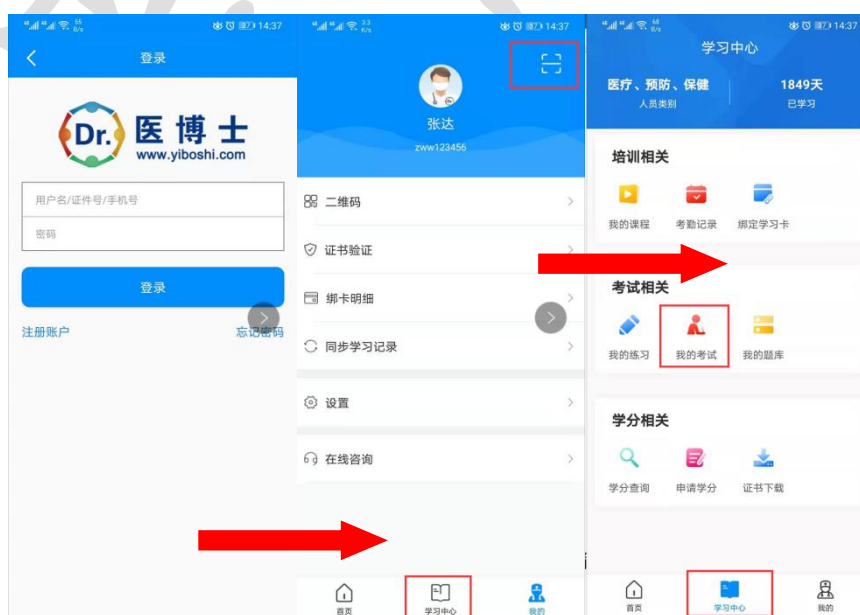 55
B/s
14:37
登录
Dr.
医博士
www.yiboshi.com
用户名/证件号/手机号
密码
登录
注册账户
忘记密码
3.3
K/s
14:37
张达
zww123456
二维码
证书验证
绑卡明细
同步学习记录
设置
在线咨询
首页
学习中心
我的
68
B/s
14:37
学习中心
医疗、预防、保健
1849天
人员类别
已学习
培训相关
我的课程
考勤记录
绑定学习卡
考试相关
我的练习
我的考试
我的题库
学分相关
学分查询
申请学分
证书下载
首页
学习中心
我的